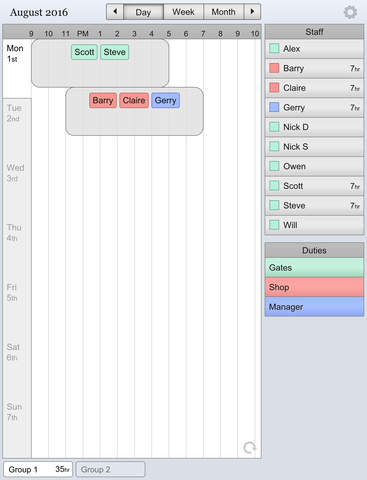 August 2016
Day Week Month
9 10 11 PM 1 2 3 4 5 6 7 8 9 10
Mon
1st
Scott Steve
Barry Claire Gerry
Tue
2nd
Wed
3rd
Thu
4th
Fri
5th
Sat
6th
Sun
7th
Staff
Alex
Barry 7hr
Claire 7hr
Gerry 7hr
Nick D
Nick S
Owen
Scott 7hr
Steve 7hr
Will
Duties
Gates
Shop
Manager
Group 1 35hr Group 2